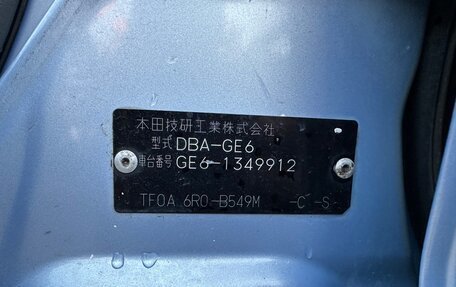 本田技研工業株式会社
型式 DBA-GE6
車台番号 GE6-1349912
TF0A 6R0-B549M -C -S-